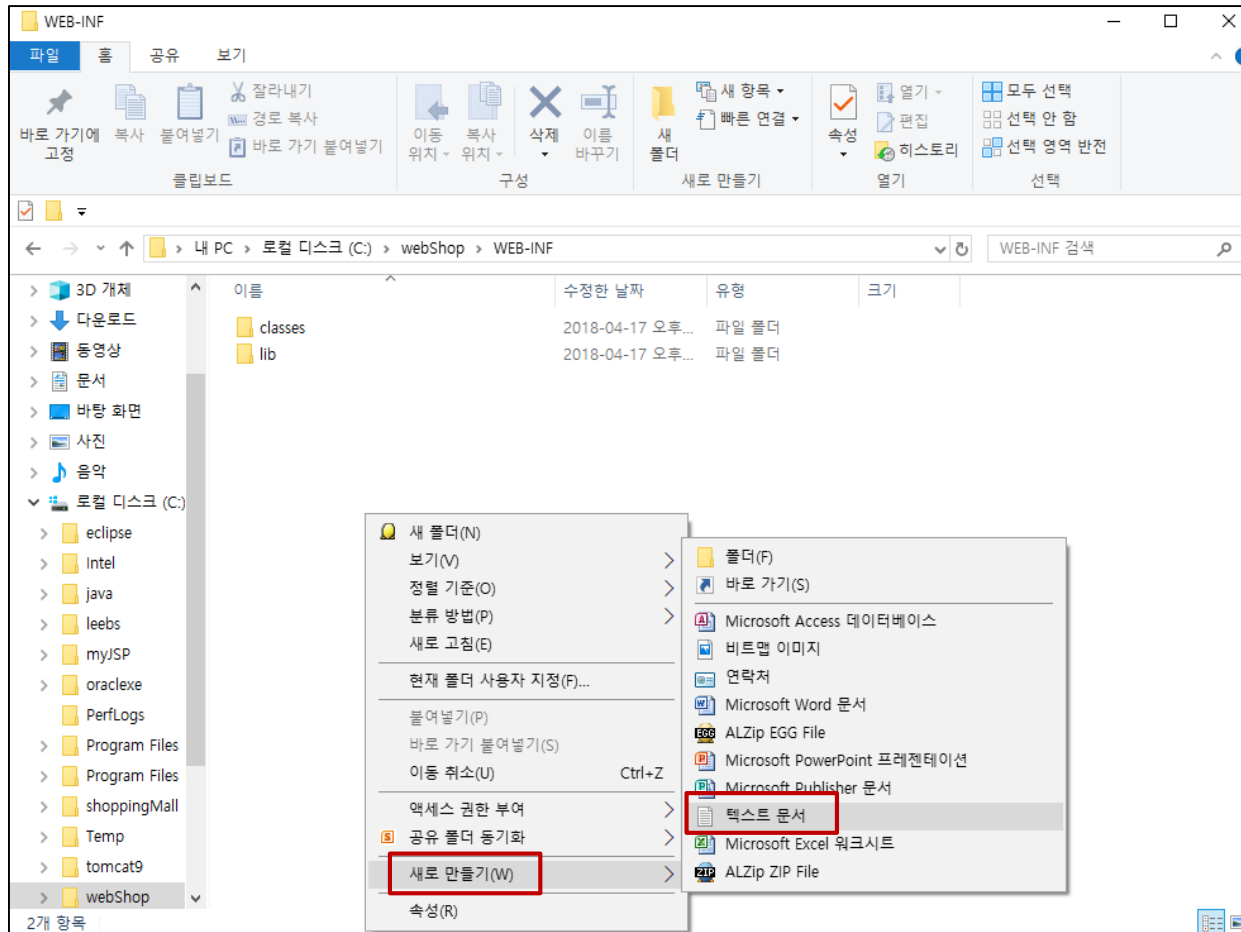 WEB-INF
파일 홈 공유 보기
바로 가기에 고정
복사
붙여넣기
잘라내기
경로 복사
바로 가기 붙여넣기
클립보드
이동 위치
복사 위치
삭제
이름 바꾸기
구성
새 폴더
새 항목
빠른 연결
새로 만들기
속성
열기
편집
히스토리
열기
모두 선택
선택 안 함
선택 영역 반전
선택
내 PC > 로컬 디스크 (C:) > webShop > WEB-INF
WEB-INF 검색
3D 개체
다운로드
동영상
문서
바탕 화면
사진
음악
로컬 디스크 (C:)
eclipse
Intel
java
leebs
myJSP
oraclexe
PerfLogs
Program Files
Program Files
shoppingMall
Temp
tomcat9
webShop
이름 수정한 날짜 유형 크기
classes 2018-04-17 오후... 파일 폴더
lib 2018-04-17 오후... 파일 폴더
새 폴더(N)
보기(V)
정렬 기준(O)
분류 방법(P)
새로 고침(E)
현재 폴더 사용자 지정(F)...
붙여넣기(P)
바로 가기 붙여넣기(S)
이동 취소(U) Ctrl+Z
액세스 권한 부여
공유 폴더 동기화
새로 만들기(W)
속성(R)
폴더(F)
바로 가기(S)
Microsoft Access 데이터베이스
비트맵 이미지
연락처
Microsoft Word 문서
ALZip EGG File
Microsoft PowerPoint 프레젠테이션
Microsoft Publisher 문서
텍스트 문서
Microsoft Excel 워크시트
ALZip ZIP File
2개 항목